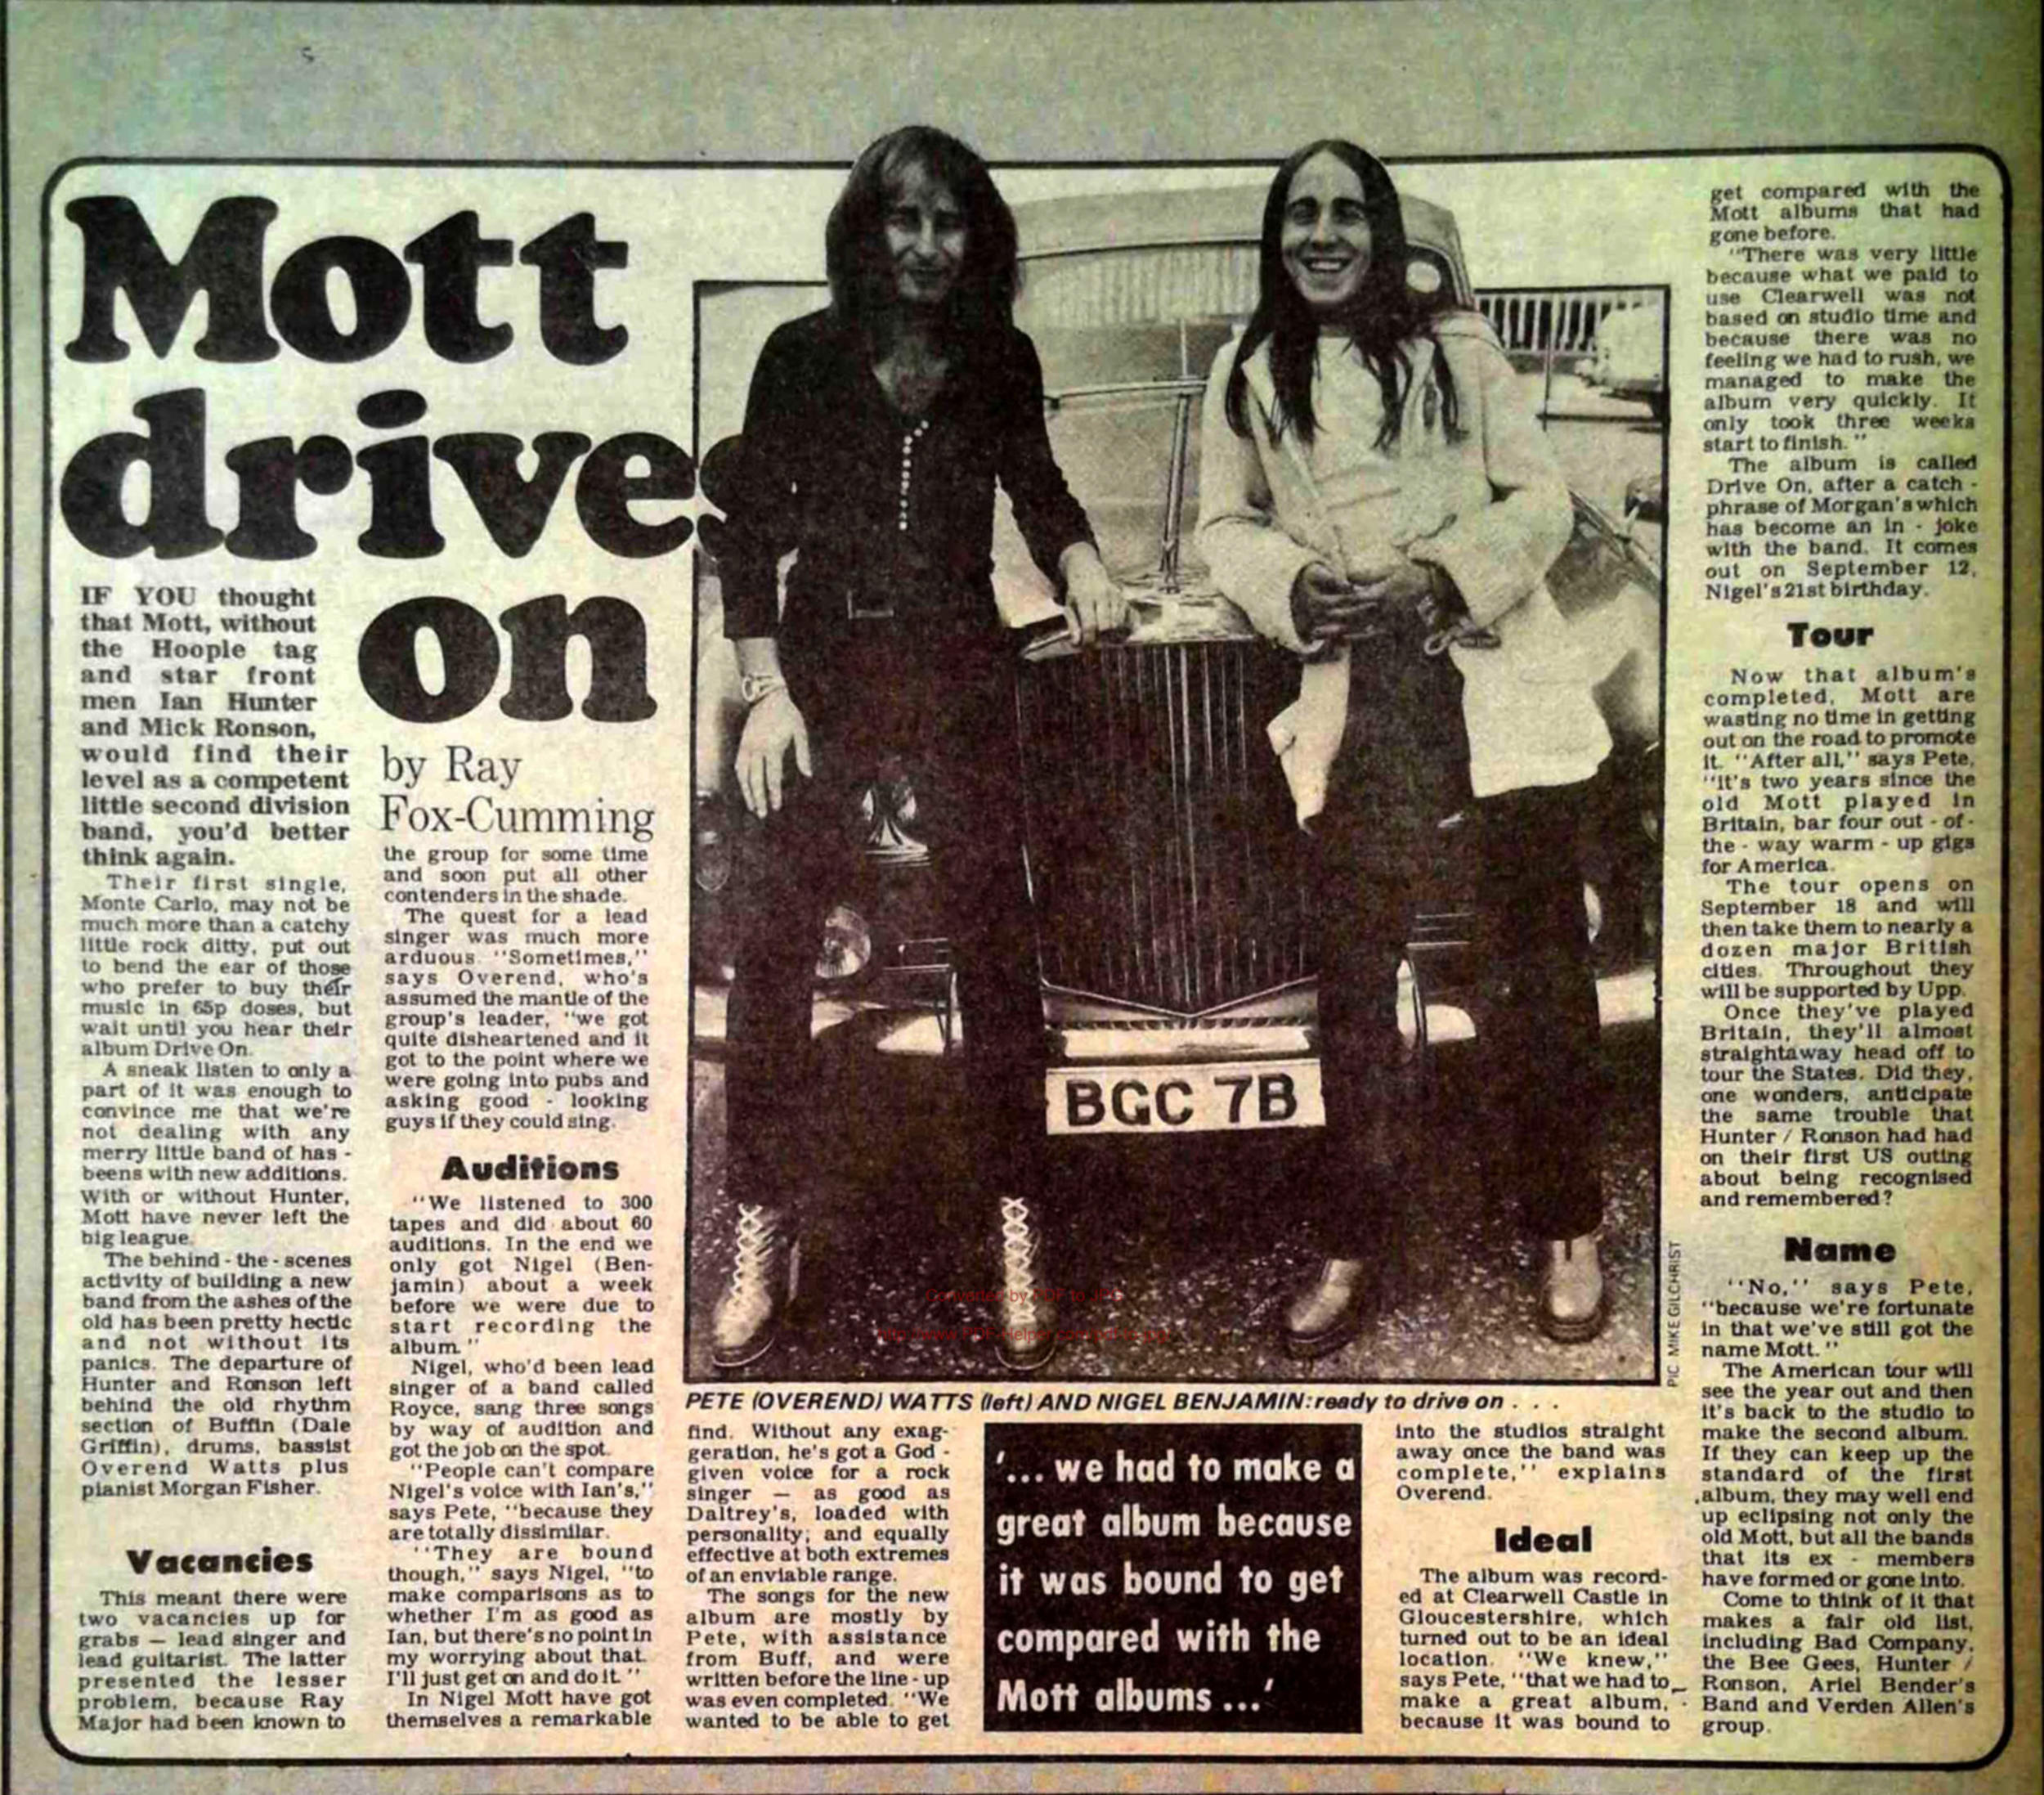 Mott
drives
on
by Ray
Fox-Cumming
IF YOU thought
that Mott, without
the Hoople tag
and star front
men Ian Hunter
and Mick Ronson,
would find their
level as a competent
little second division
band, you'd better
think again.
Their first single,
Monte Carlo, may not be
much more than a catchy
little rock ditty, put out
to bend the ear of those
who prefer to buy their
music in 65p doses, but
wait until you hear their
album Drive On.
A sneak listen to only a
part of it was enough to
convince me that we're
not dealing with any
merry little band of has -
beens with new additions.
With or without Hunter,
Mott have never left the
big league.
The behind - the - scenes
activity of building a new
band from the ashes of the
old has been pretty hectic
and not without its
panics. The departure of
Hunter and Ronson left
behind the old rhythm
section of Buffin (Dale
Griffin), drums, bassist
Overend Watts plus
pianist Morgan Fisher.
Vacancies
This meant there were
two vacancies up for
grabs — lead singer and
lead guitarist. The latter
presented the lesser
problem, because Ray
Major had been known to
the group for some time
and soon put all other
contenders in the shade.
The quest for a lead
singer was much more
arduous. "Sometimes,"
says Overend, who's
assumed the mantle of the
group's leader, "we got
quite disheartened and it
got to the point where we
were going into pubs and
asking good - looking
guys if they could sing.
Auditions
"We listened to 300
tapes and did about 60
auditions. In the end we
only got Nigel (Ben-
jamin) about a week
before we were due to
start recording the
album."
Nigel, who'd been lead
singer of a band called
Royce, sang three songs
by way of audition and
got the job on the spot.
"People can't compare
Nigel's voice with Ian's,"
says Pete, "because they
are totally dissimilar.
"They are bound
though," says Nigel, "to
make comparisons as to
whether I'm as good as
Ian, but there's no point in
my worrying about that.
I'll just get on and do it."
In Nigel Mott have got
themselves a remarkable
BGC 7B
Converted by PDF to JPG
PIC MIKE GILCHRIST
PETE (OVEREND) WATTS (left) AND NIGEL BENJAMIN: ready to drive on . . .
find. Without any exag-
geration, he's got a God -
given voice for a rock
singer — as good as
Daltrey's, loaded with
personality, and equally
effective at both extremes
of an enviable range.
The songs for the new
album are mostly by
Pete, with assistance
from Buff, and were
written before the line - up
was even completed. "We
wanted to be able to get
'... we had to make a
great album because
it was bound to get
compared with the
Mott albums ...'
into the studios straight
away once the band was
complete," explains
Overend.
Ideal
The album was record-
ed at Clearwell Castle in
Gloucestershire, which
turned out to be an ideal
location. "We knew,"
says Pete, "that we had to
make a great album,
because it was bound to
get compared with the
Mott albums that had
gone before.
"There was very little
because what we paid to
use Clearwell was not
based on studio time and
because there was no
feeling we had to rush, we
managed to make the
album very quickly. It
only took three weeks
start to finish."
The album is called
Drive On, after a catch -
phrase of Morgan's which
has become an in - joke
with the band. It comes
out on September 12,
Nigel's 21st birthday.
Tour
Now that album's
completed, Mott are
wasting no time in getting
out on the road to promote
it. "After all," says Pete,
"it's two years since the
old Mott played in
Britain, bar four out - of -
the - way warm - up gigs
for America.
The tour opens on
September 18 and will
then take them to nearly a
dozen major British
cities. Throughout they
will be supported by Upp.
Once they've played
Britain, they'll almost
straightaway head off to
tour the States. Did they,
one wonders, anticipate
the same trouble that
Hunter / Ronson had had
on their first US outing
about being recognised
and remembered?
Name
"No," says Pete,
"because we're fortunate
in that we've still got the
name Mott."
The American tour will
see the year out and then
it's back to the studio to
make the second album.
If they can keep up the
standard of the first
album, they may well end
up eclipsing not only the
old Mott, but all the bands
that its ex - members
have formed or gone into.
Come to think of it that
makes a fair old list,
including Bad Company,
the Bee Gees, Hunter /
Ronson, Ariel Bender's
Band and Verden Allen's
group.